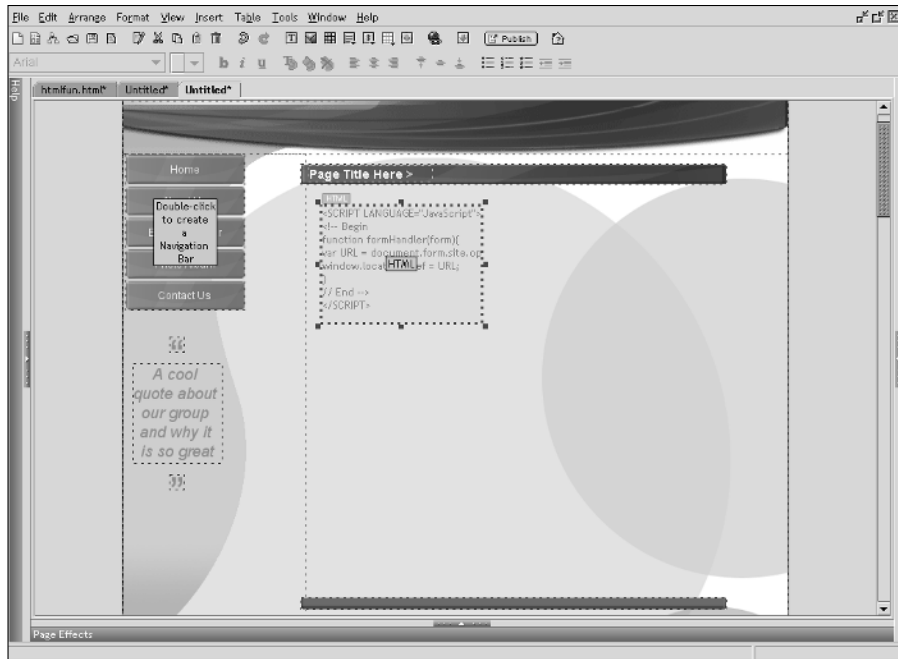 File Edit Arrange Format View Insert Table Tools Window Help
Publish
Arial
b i u
Help
htmlfun.html* Untitled* Untitled*
Home
Page Title Here >
HTML
Double-click
to create
a
Navigation
Bar
<SCRIPT LANGUAGE="JavaScript">
<!-- Begin
function formHandler(form){
var URL = document.form.site.op
window.local HTML ef = URL;
}
// End -->
</SCRIPT>
Contact Us
“
A cool
quote about
our group
and why it
is so great
”
Page Effects